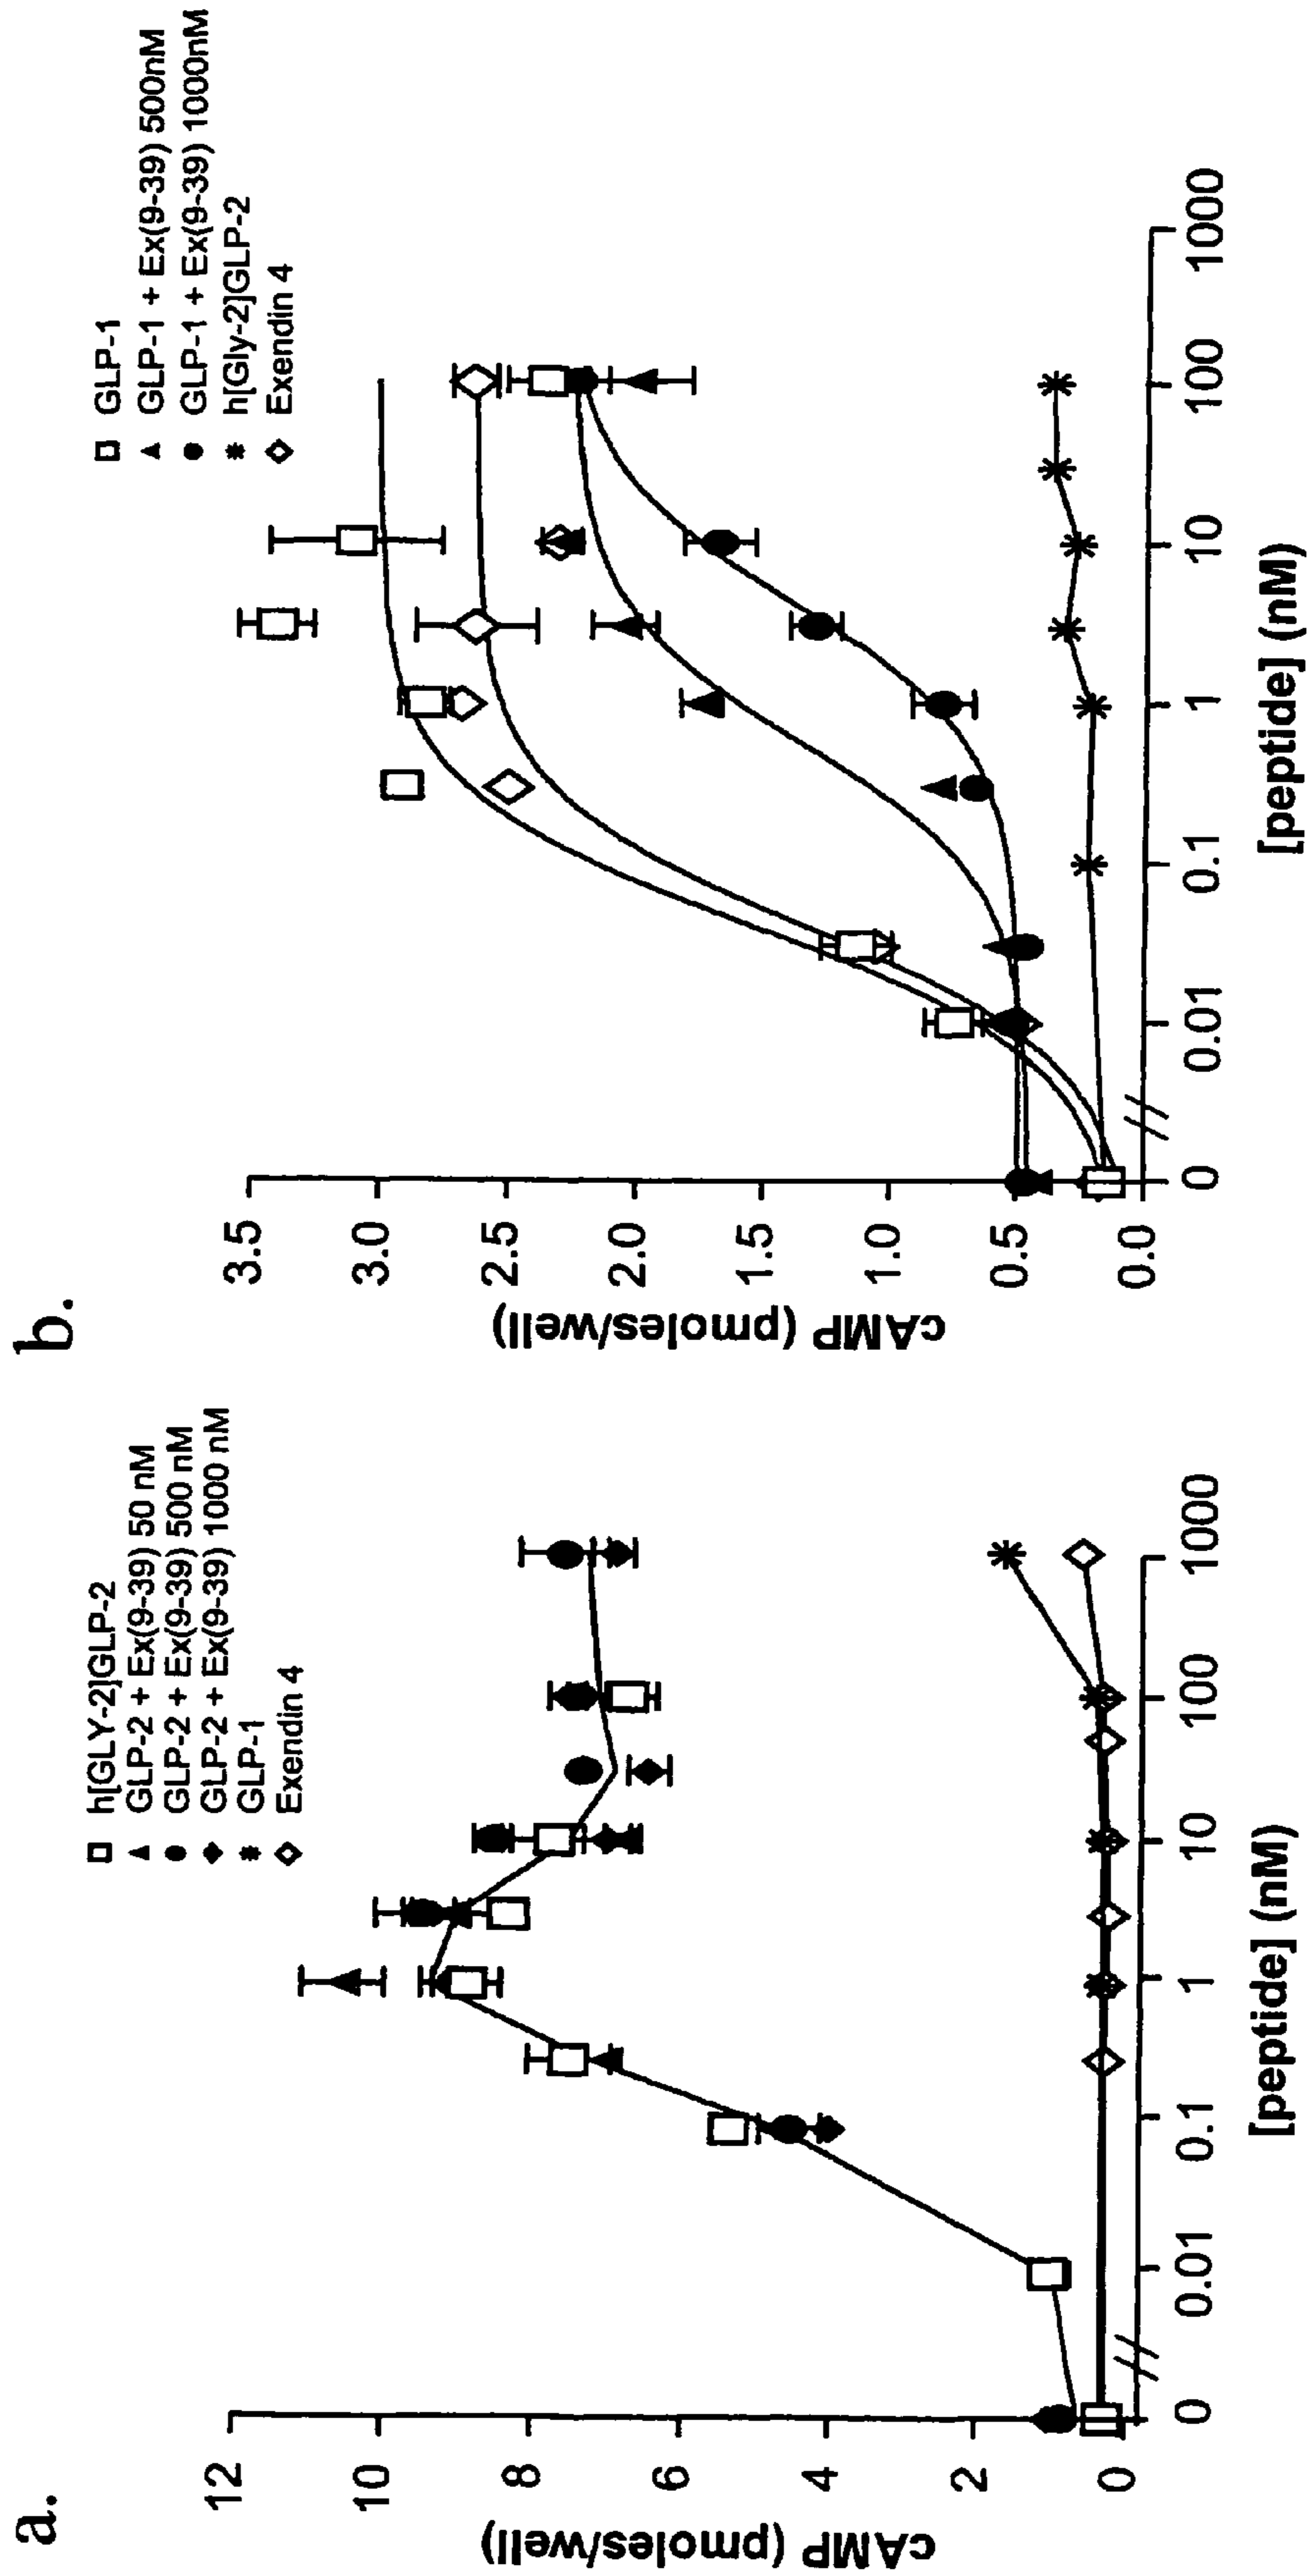 a.
h[GLY-2]GLP-2
GLP-2 + Ex(9-39) 50 nM
GLP-2 + Ex(9-39) 500 nM
GLP-2 + Ex(9-39) 1000 nM
GLP-1
Exendin 4
cAMP (pmoles/well)
12
10
8
6
4
2
0
0
0.01
0.1
1
10
100
1000
[peptide] (nM)
b.
GLP-1
GLP-1 + Ex(9-39) 500nM
GLP-1 + Ex(9-39) 1000nM
h[Gly-2]GLP-2
Exendin 4
cAMP (pmoles/well)
3.5
3.0
2.5
2.0
1.5
1.0
0.5
0.0
0
0.01
0.1
1
10
100
1000
[peptide] (nM)